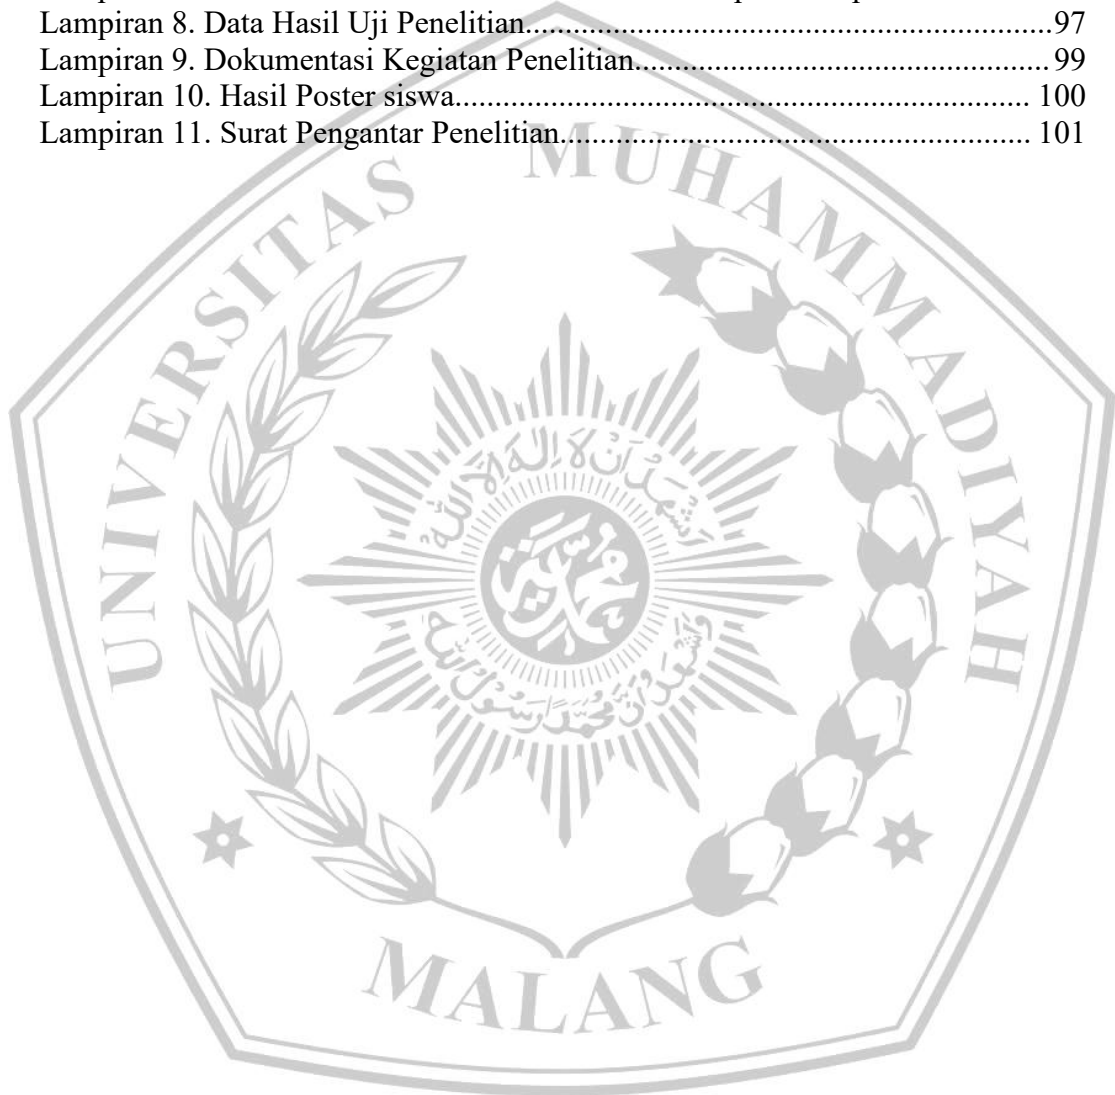 Lampiran 8. Data Hasil Uji Penelitian..................................................................97
Lampiran 9. Dokumentasi Kegiatan Penelitian....................................................99
Lampiran 10. Hasil Poster siswa........................................................................ 100
Lampiran 11. Surat Pengantar Penelitian........................................................... 101
UNIVERSITAS MUHAMMADIYAH
MALANG